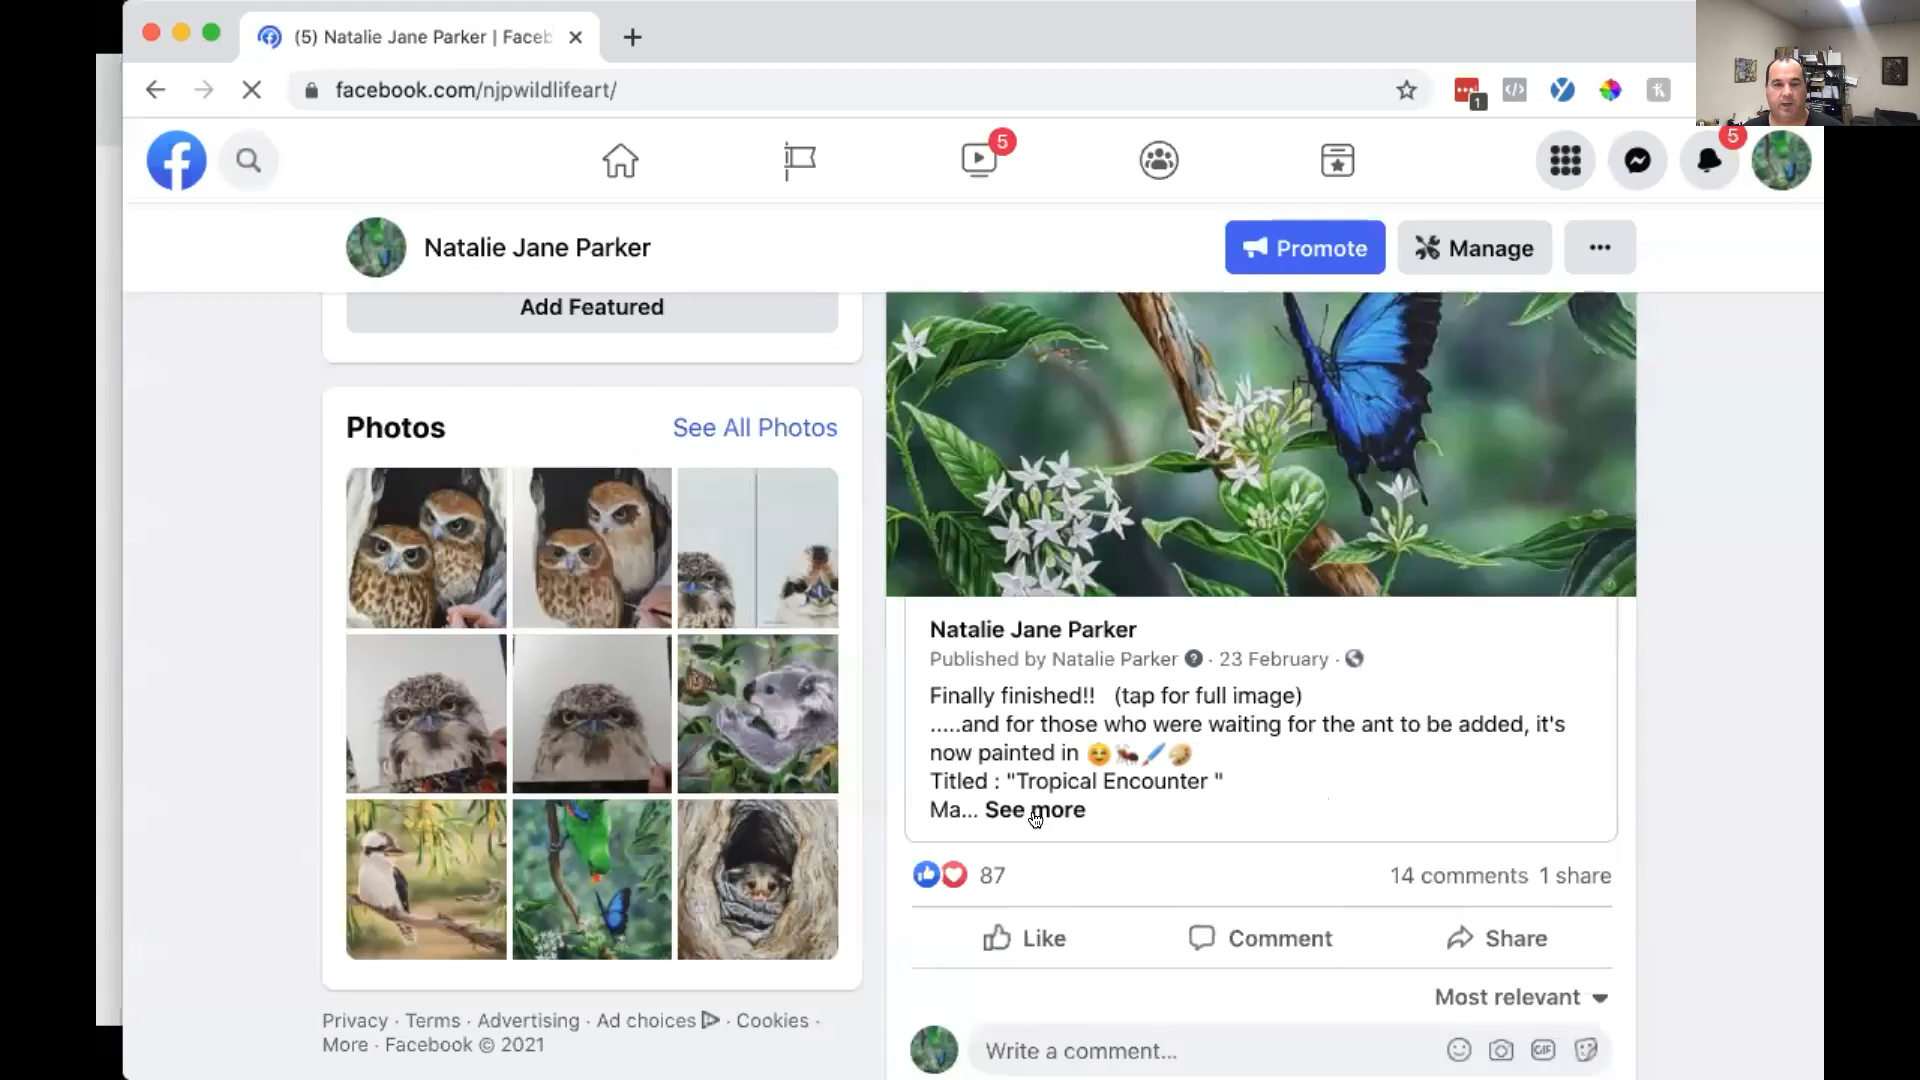 (5) Natalie Jane Parker | Faceb
facebook.com/njpwildlifeart/
1
5
5
Natalie Jane Parker
Promote
Manage
Add Featured
Photos
See All Photos
Natalie Jane Parker
Published by Natalie Parker · 23 February ·
Finally finished!! (tap for full image)
.....and for those who were waiting for the ant to be added, it's
now painted in 😊🐜🖌️🎨
Titled : "Tropical Encounter "
Ma... See more
87
14 comments 1 share
Like
Comment
Share
Most relevant
Privacy · Terms · Advertising · Ad choices · Cookies ·
More · Facebook © 2021
Write a comment...
GIF